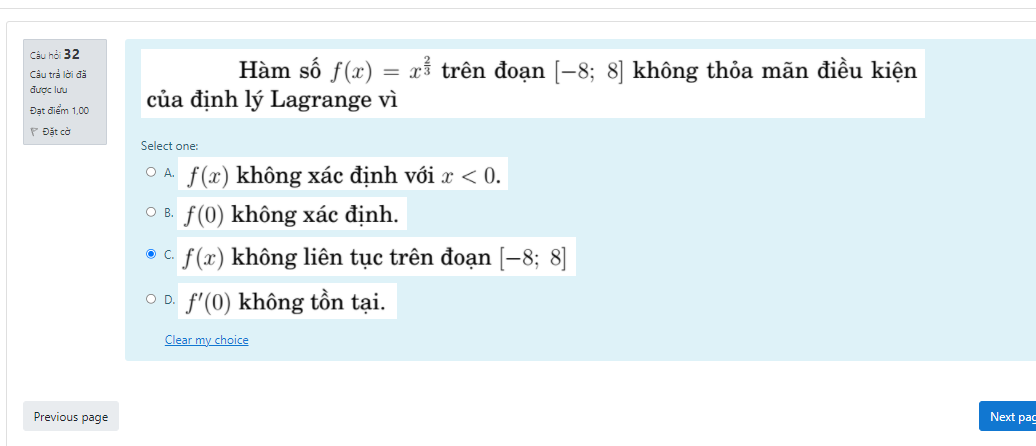 Câu hỏi 32
Câu trả lời đã
được lưu
Đạt điểm 1,00
Đặt cờ
Hàm số f(x) = x^{2/3} trên đoạn [−8; 8] không thỏa mãn điều kiện
của định lý Lagrange vì
Select one:
A. f(x) không xác định với x < 0.
B. f(0) không xác định.
C. f(x) không liên tục trên đoạn [−8; 8]
D. f′(0) không tồn tại.
Clear my choice
Previous page
Next pag